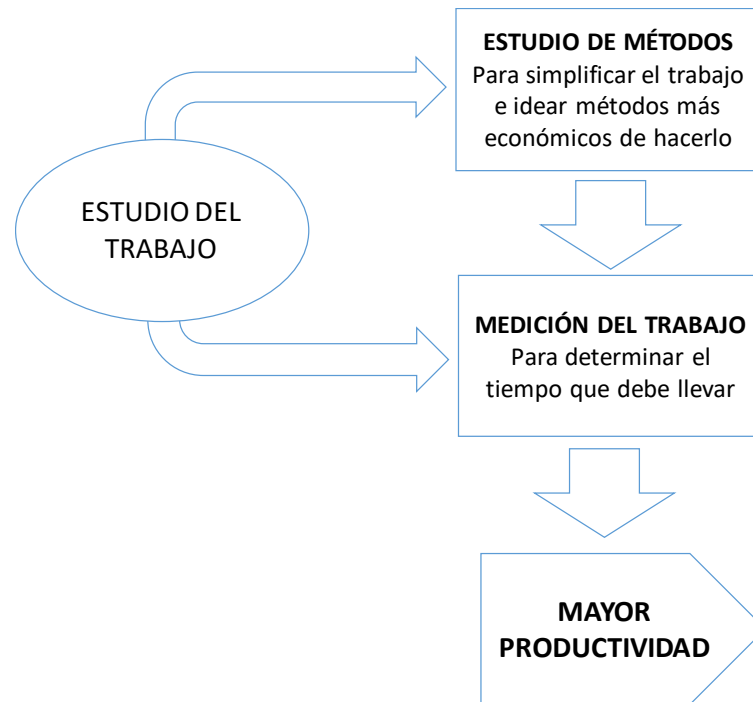 ESTUDIO DE MÉTODOS
Para simplificar el trabajo
e idear métodos más
económicos de hacerlo
ESTUDIO DEL
TRABAJO
MEDICIÓN DEL TRABAJO
Para determinar el
tiempo que debe llevar
MAYOR
PRODUCTIVIDAD